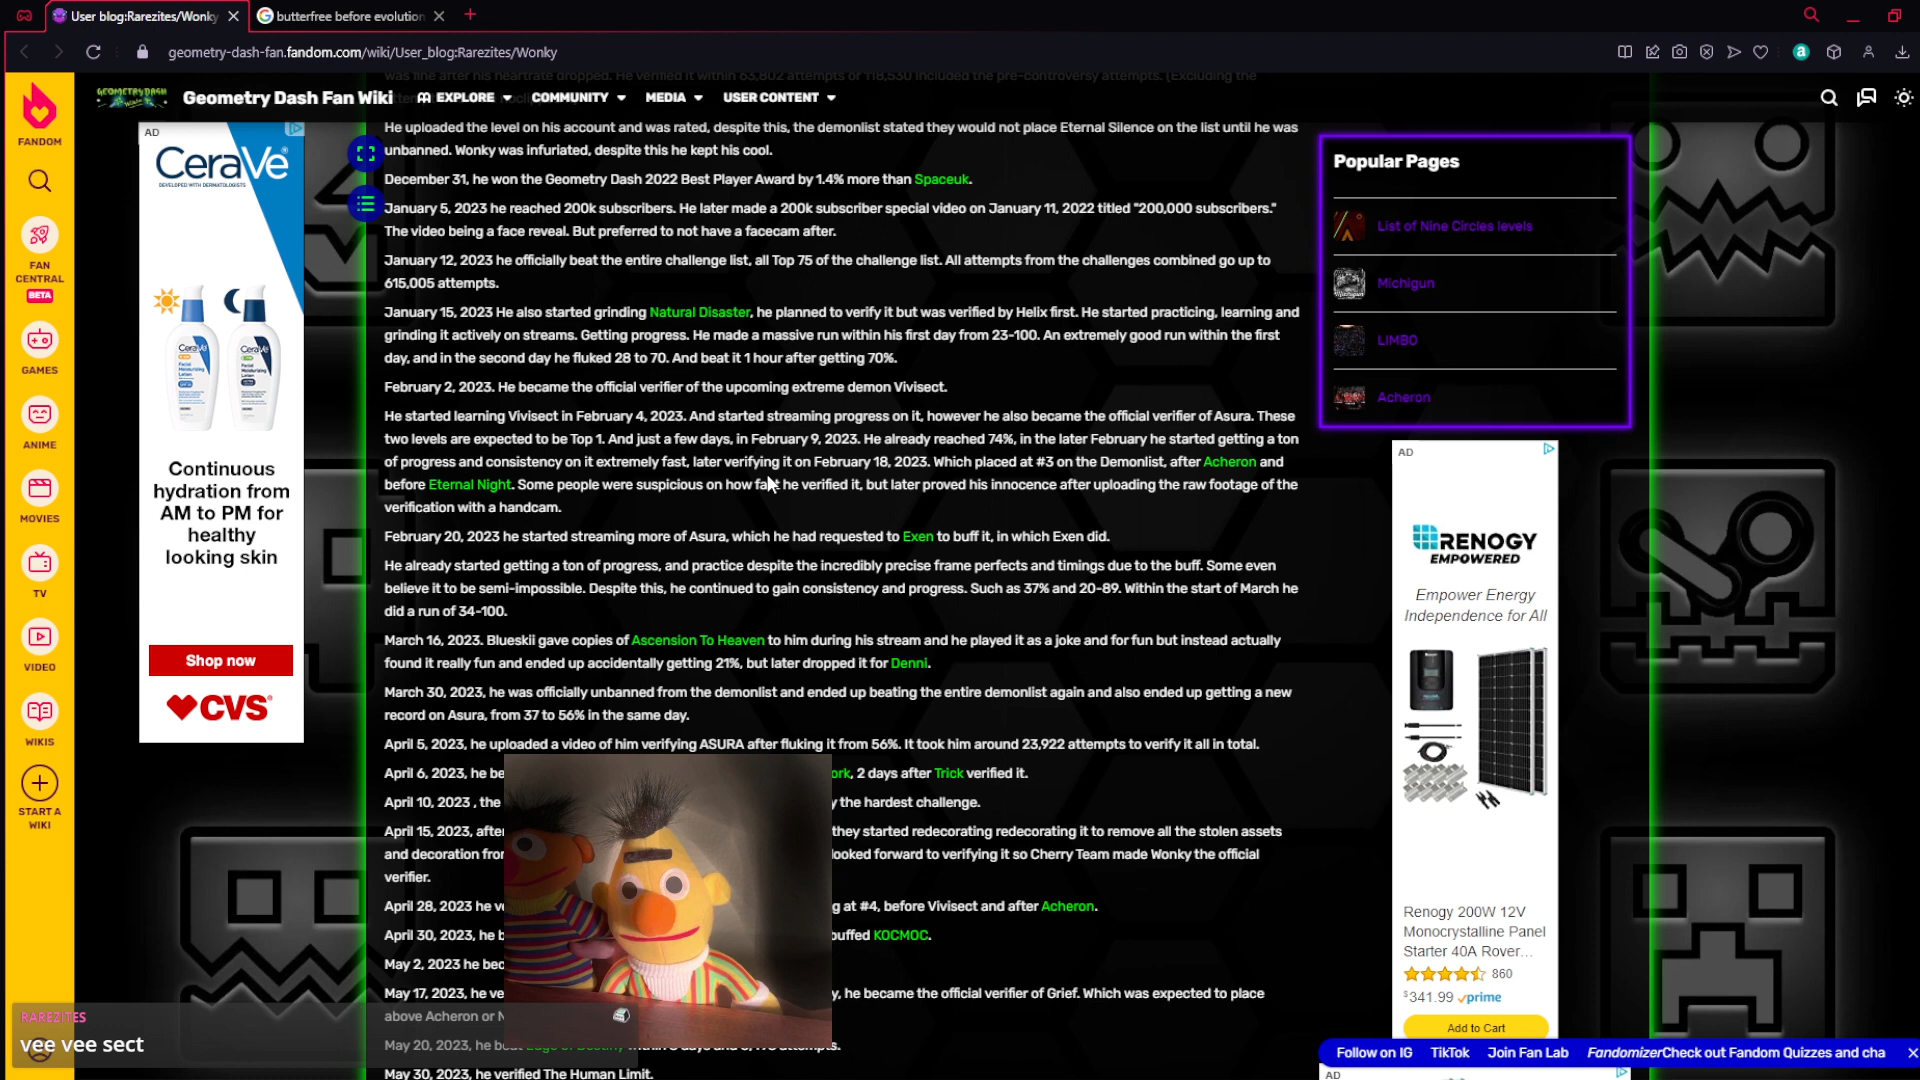 User blog:Rarezites/Wonky
butterfree before evolution
geometry-dash-fan.fandom.com/wiki/User_blog:Rarezites/Wonky
was fine after his heartrate dropped. He verified it within 63,802 attempts or 118,530 included the pre-controversy attempts. (Excluding the
FANDOM
Geometry Dash Fan Wiki
EXPLORE
COMMUNITY
MEDIA
USER CONTENT
He uploaded the level on his account and was rated, despite this, the demonlist stated they would not place Eternal Silence on the list until he was
unbanned. Wonky was infuriated, despite this he kept his cool.
December 31, he won the Geometry Dash 2022 Best Player Award by 1.4% more than Spaceuk.
January 5, 2023 he reached 200k subscribers. He later made a 200k subscriber special video on January 11, 2022 titled "200,000 subscribers."
The video being a face reveal. But preferred to not have a facecam after.
January 12, 2023 he officially beat the entire challenge list, all Top 75 of the challenge list. All attempts from the challenges combined go up to
615,005 attempts.
January 15, 2023 He also started grinding Natural Disaster, he planned to verify it but was verified by Helix first. He started practicing, learning and
grinding it actively on streams. Getting progress. He made a massive run within his first day from 23-100. An extremely good run within the first
day, and in the second day he fluked 28 to 70. And beat it 1 hour after getting 70%.
February 2, 2023. He became the official verifier of the upcoming extreme demon Vivisect.
He started learning Vivisect in February 4, 2023. And started streaming progress on it, however he also became the official verifier of Asura. These
two levels are expected to be Top 1. And just a few days, in February 9, 2023. He already reached 74%, in the later February he started getting a ton
of progress and consistency on it extremely fast, later verifying it on February 18, 2023. Which placed at #3 on the Demonlist, after Acheron and
before Eternal Night. Some people were suspicious on how fast he verified it, but later proved his innocence after uploading the raw footage of the
verification with a handcam.
February 20, 2023 he started streaming more of Asura, which he had requested to Exen to buff it, in which Exen did.
He already started getting a ton of progress, and practice despite the incredibly precise frame perfects and timings due to the buff. Some even
believe it to be semi-impossible. Despite this, he continued to gain consistency and progress. Such as 37% and 20-89. Within the start of March he
did a run of 34-100.
March 16, 2023. Blueskii gave copies of Ascension To Heaven to him during his stream and he played it as a joke and for fun but instead actually
found it really fun and ended up accidentally getting 21%, but later dropped it for Denni.
March 30, 2023, he was officially unbanned from the demonlist and ended up beating the entire demonlist again and also ended up getting a new
record on Asura, from 37 to 56% in the same day.
April 5, 2023, he uploaded a video of him verifying ASURA after fluking it from 56%. It took him around 23,922 attempts to verify it all in total.
April 6, 2023, he be ork, 2 days after Trick verified it.
April 10, 2023 , the y the hardest challenge.
April 15, 2023, after they started redecorating redecorating it to remove all the stolen assets
and decoration fror looked forward to verifying it so Cherry Team made Wonky the official
verifier.
April 28, 2023 he v g at #4, before Vivisect and after Acheron.
April 30, 2023, he b buffed КОСМОС.
May 2, 2023 he bec
May 17, 2023, he ve y, he became the official verifier of Grief. Which was expected to place
above Acheron or N
May 20, 2023, he
May 30, 2023, he verified The Human Limit.
FAN
CENTRAL
BETA
GAMES
ANIME
MOVIES
TV
VIDEO
WIKIS
START A
WIKI
AD
CeraVe
DEVELOPED WITH DERMATOLOGISTS
Continuous
hydration from
AM to PM for
healthy
looking skin
Shop now
CVS
RAREZITES
vee vee sect
Popular Pages
List of Nine Circles levels
Michigun
LIMBO
Acheron
AD
RENOGY
EMPOWERED
Empower Energy
Independence for All
Renogy 200W 12V
Monocrystalline Panel
Starter 40A Rover...
860
$341.99 prime
Add to Cart
Follow on IG
TikTok
Join Fan Lab
FandomizerCheck out Fandom Quizzes and cha
AD